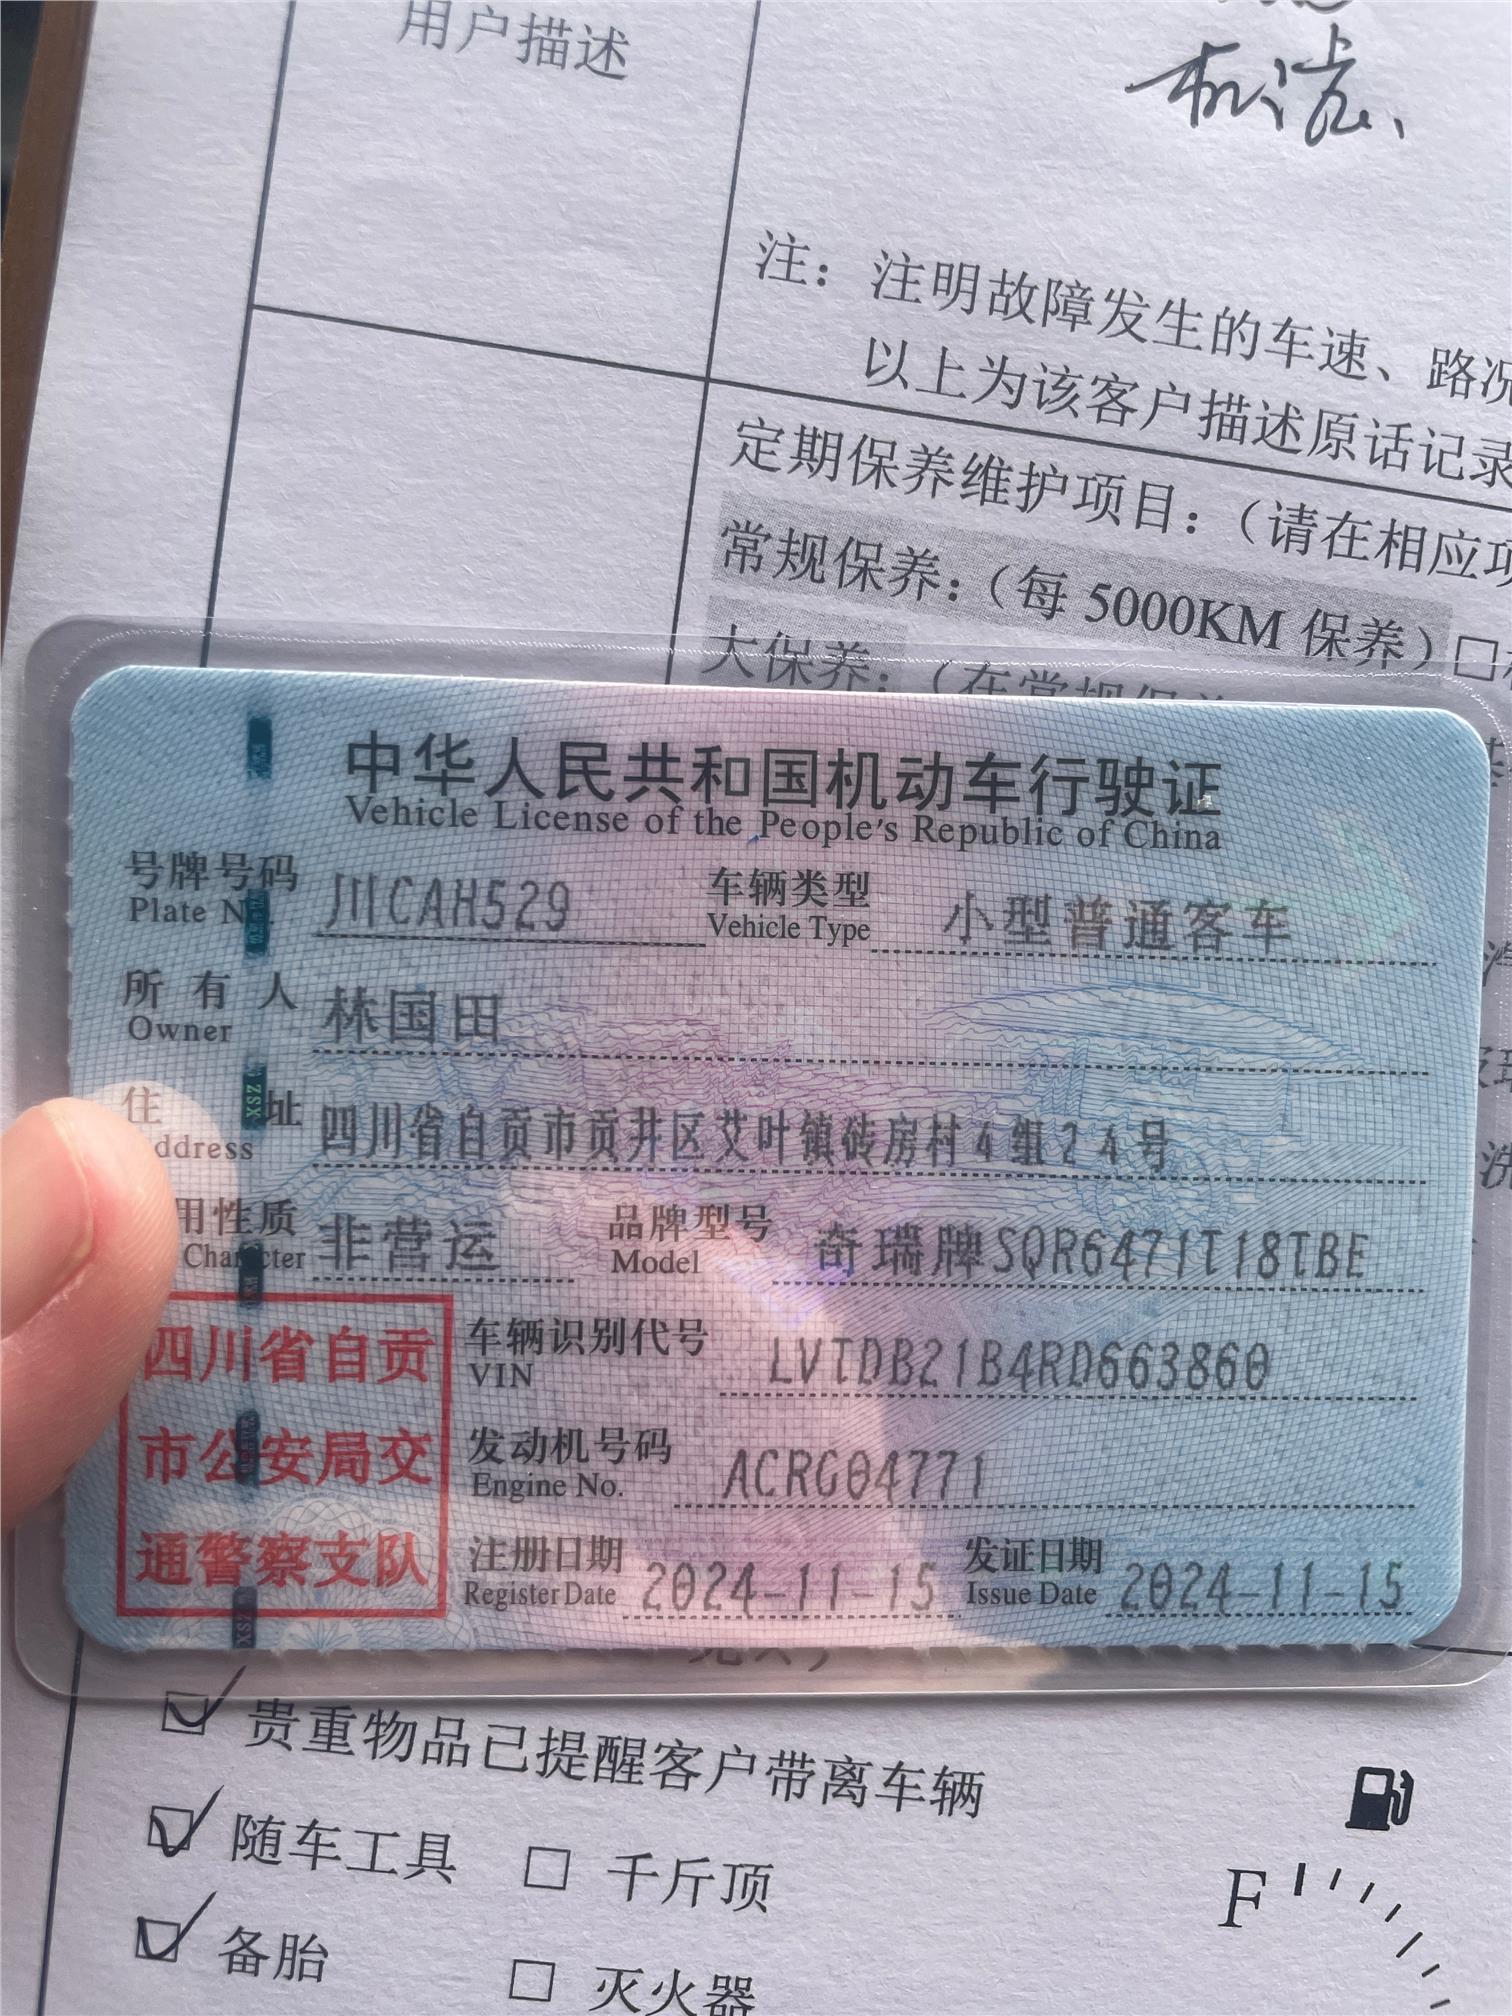 用户描述
机滤、
注：注明故障发生的车速、路况
以上为该客户描述原话记录
定期保养维护项目：（请在相应项
常规保养：（每 5000KM 保养）□
大保养：（在常规保养
中华人民共和国机动车行驶证
Vehicle License of the People's Republic of China
号牌号码 川CAH529 车辆类型 小型普通客车
Plate No. Vehicle Type
所有人 林国田
Owner
住址 四川省自贡市贡井区艾叶镇砖房村4组24号
Address
用性质 非营运 品牌型号 奇瑞牌SQR6471T18TBE
Character Model
四川省自贡
市公安局交
通警察支队
车辆识别代号 LVTDB21B4RD663860
VIN
发动机号码 ACRG04771
Engine No.
注册日期 2024-11-15 发证日期 2024-11-15
Register Date Issue Date
XSZ
☑ 贵重物品已提醒客户带离车辆
☑ 随车工具 □ 千斤顶
☑ 备胎 □ 灭火器
F